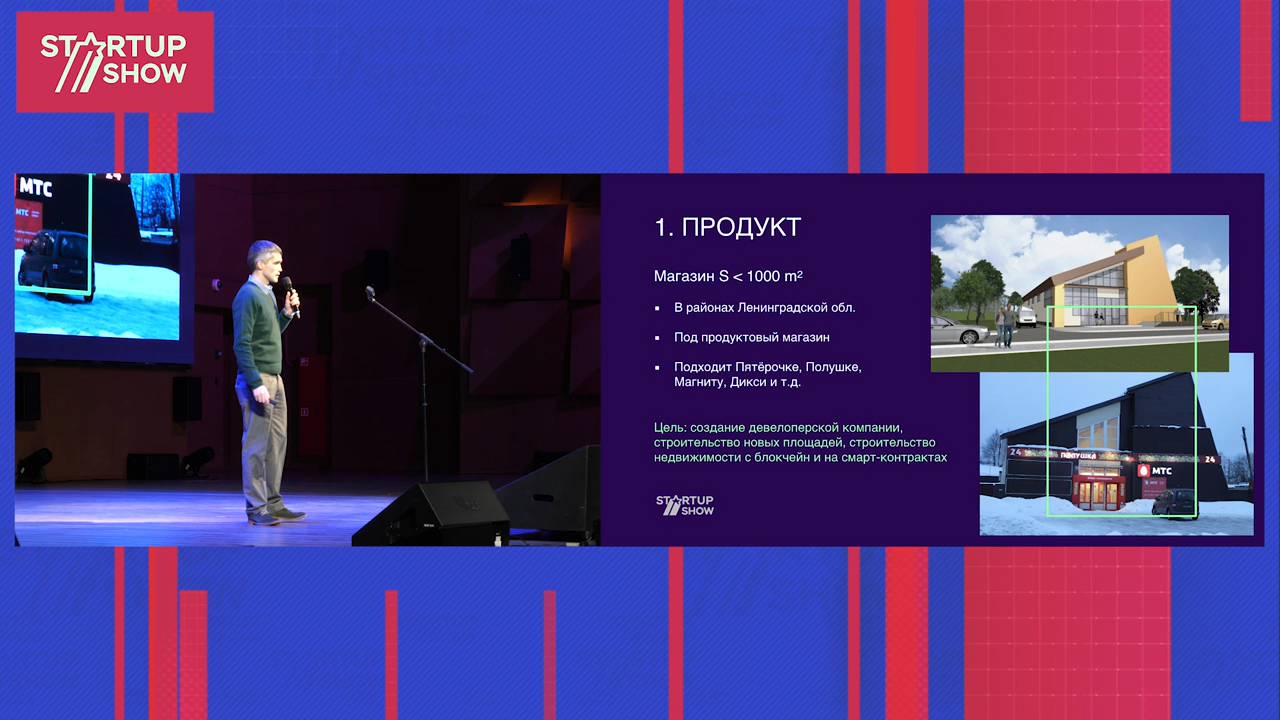 STARTUP
SHOW
МТС
24
МТС
1. ПРОДУКТ
Магазин S < 1000 m²
▪ В районах Ленинградской обл.
▪ Под продуктовый магазин
▪ Подходит Пятёрочке, Полушке,
Магниту, Дикси и т.д.
Цель: создание девелоперской компании,
строительство новых площадей, строительство
недвижимости с блокчейн и на смарт-контрактах
STARTUP
SHOW
24
ПОЛУШКА
24
МТС